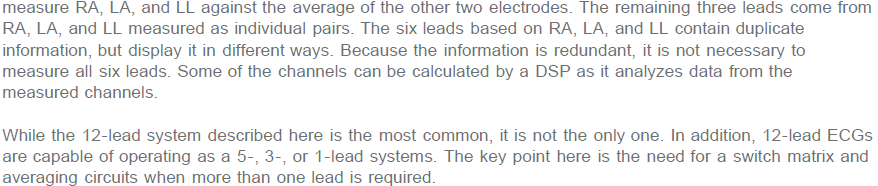 measure RA, LA, and LL against the average of the other two electrodes. The remaining three leads come from
RA, LA, and LL measured as individual pairs. The six leads based on RA, LA, and LL contain duplicate
information, but display it in different ways. Because the information is redundant, it is not necessary to
measure all six leads. Some of the channels can be calculated by a DSP as it analyzes data from the
measured channels.
While the 12-lead system described here is the most common, it is not the only one. In addition, 12-lead ECGs
are capable of operating as a 5-, 3-, or 1-lead systems. The key point here is the need for a switch matrix and
averaging circuits when more than one lead is required.